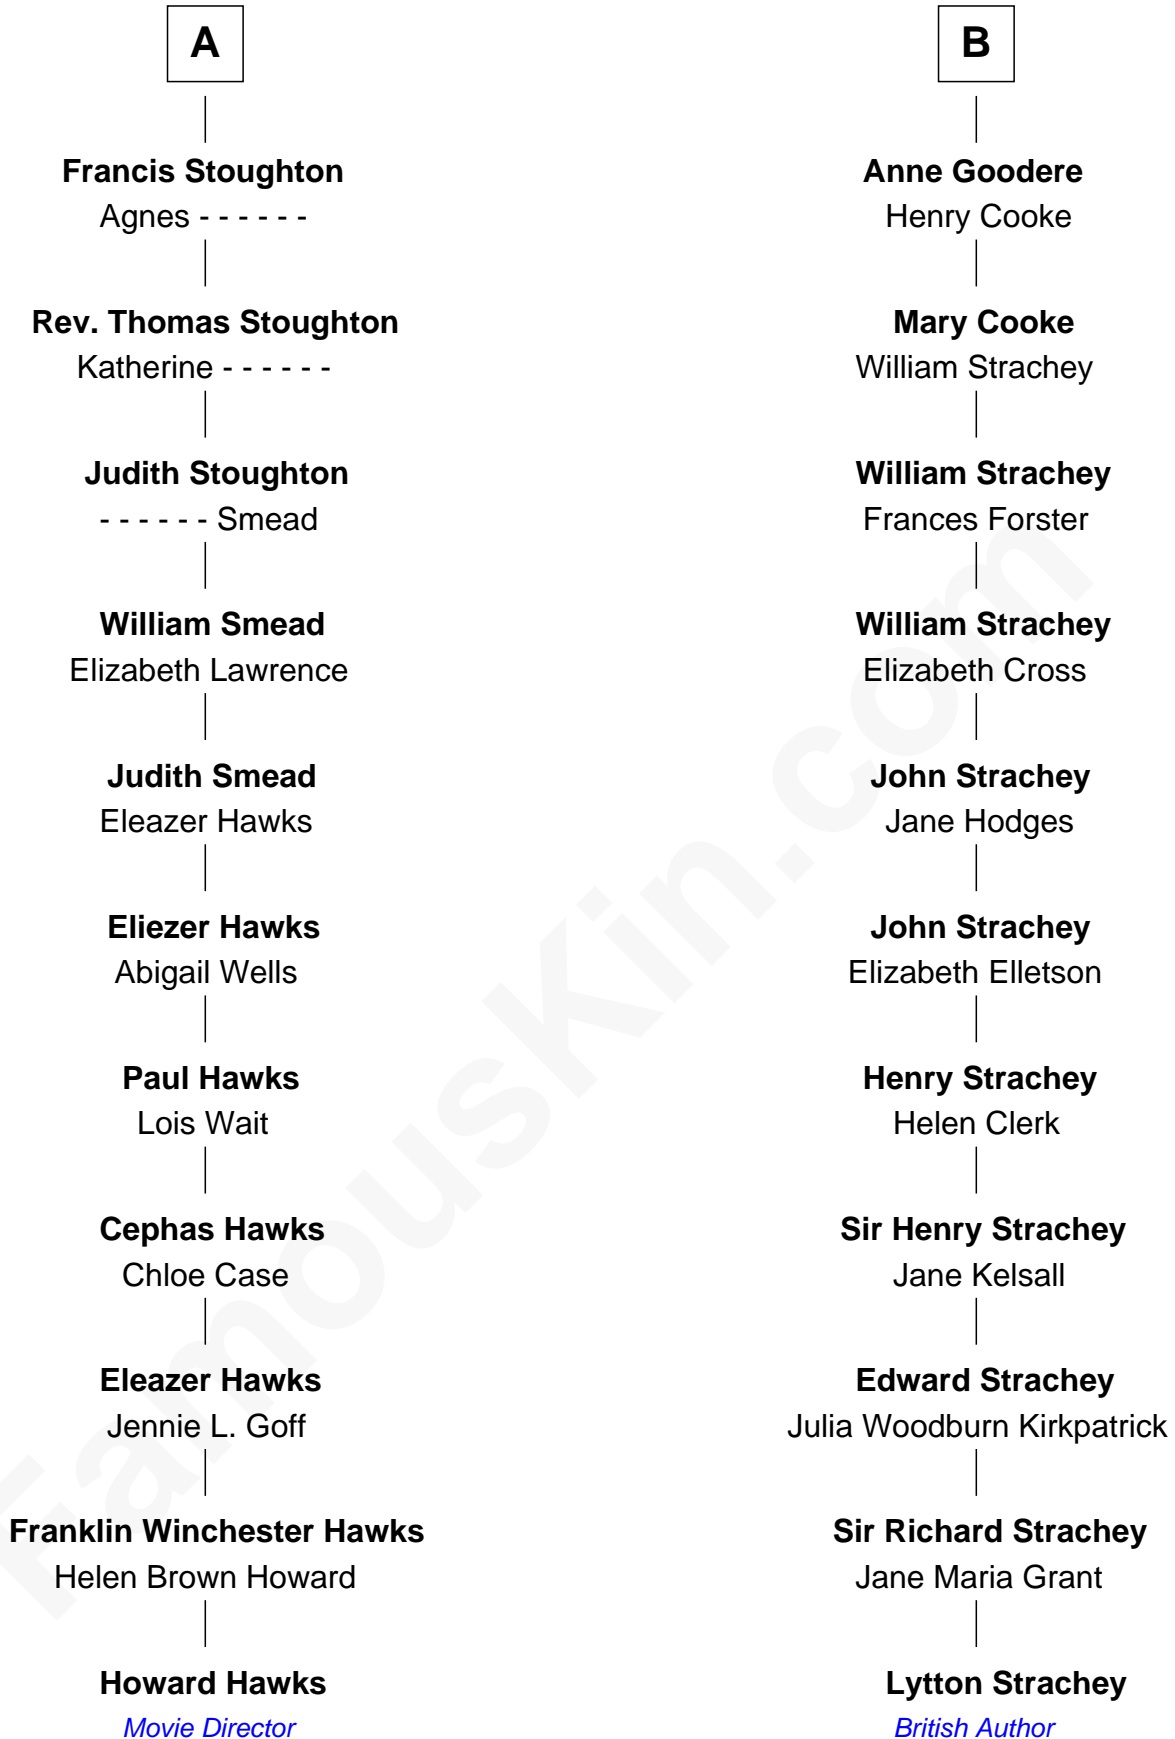 A
Francis Stoughton
Agnes - - - - - -
Rev. Thomas Stoughton
Katherine - - - - - -
Judith Stoughton
- - - - - - Smead
William Smead
Elizabeth Lawrence
Judith Smead
Eleazer Hawks
Eliezer Hawks
Abigail Wells
Paul Hawks
Lois Wait
Cephas Hawks
Chloe Case
Eleazer Hawks
Jennie L. Goff
Franklin Winchester Hawks
Helen Brown Howard
Howard Hawks
Movie Director
B
Anne Goodere
Henry Cooke
Mary Cooke
William Strachey
William Strachey
Frances Forster
William Strachey
Elizabeth Cross
John Strachey
Jane Hodges
John Strachey
Elizabeth Elletson
Henry Strachey
Helen Clerk
Sir Henry Strachey
Jane Kelsall
Edward Strachey
Julia Woodburn Kirkpatrick
Sir Richard Strachey
Jane Maria Grant
Lytton Strachey
British Author
FamousKin.com